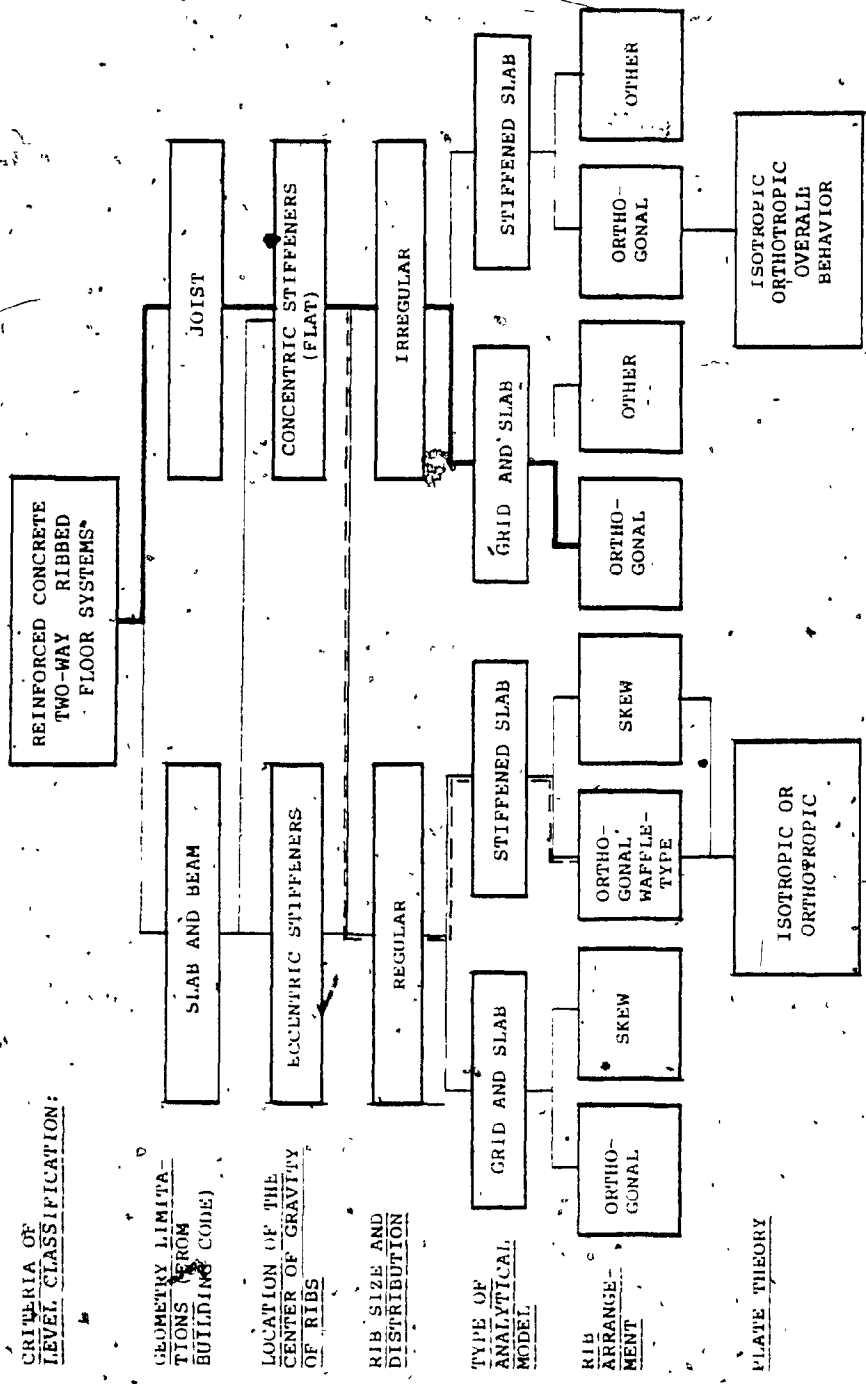 CRITERIA OF
LEVEL CLASSIFICATION:
REINFORCED CONCRETE
TWO-WAY RIBBED
FLOOR SYSTEMS
GEOMETRY LIMITA-
TIONS (FROM
BUILDING CODE)
SLAB AND BEAM
JOIST
LOCATION OF THE
CENTER OF GRAVITY
OF RIBS
ECCENTRIC STIFFENERS
CONCENTRIC STIFFENERS
(FLAT)
RIB SIZE AND
DISTRIBUTION
REGULAR
IRREGULAR
TYPE OF
ANALYTICAL
MODEL
GRID AND SLAB
STIFFENED SLAB
GRID AND SLAB
STIFFENED SLAB
RIB
ARRANGE-
MENT
ORTHO-
GONAL
SKEW
ORTHO-
GONAL
WAFFLE-
TYPE
SKEW
ORTHO-
GONAL
OTHER
ORTHO-
GONAL
OTHER
PLATE THEORY
ISOTROPIC OR
ORTHOTROPIC
ISOTROPIC
ORTHOTROPIC
OVERALL
BEHAVIOR